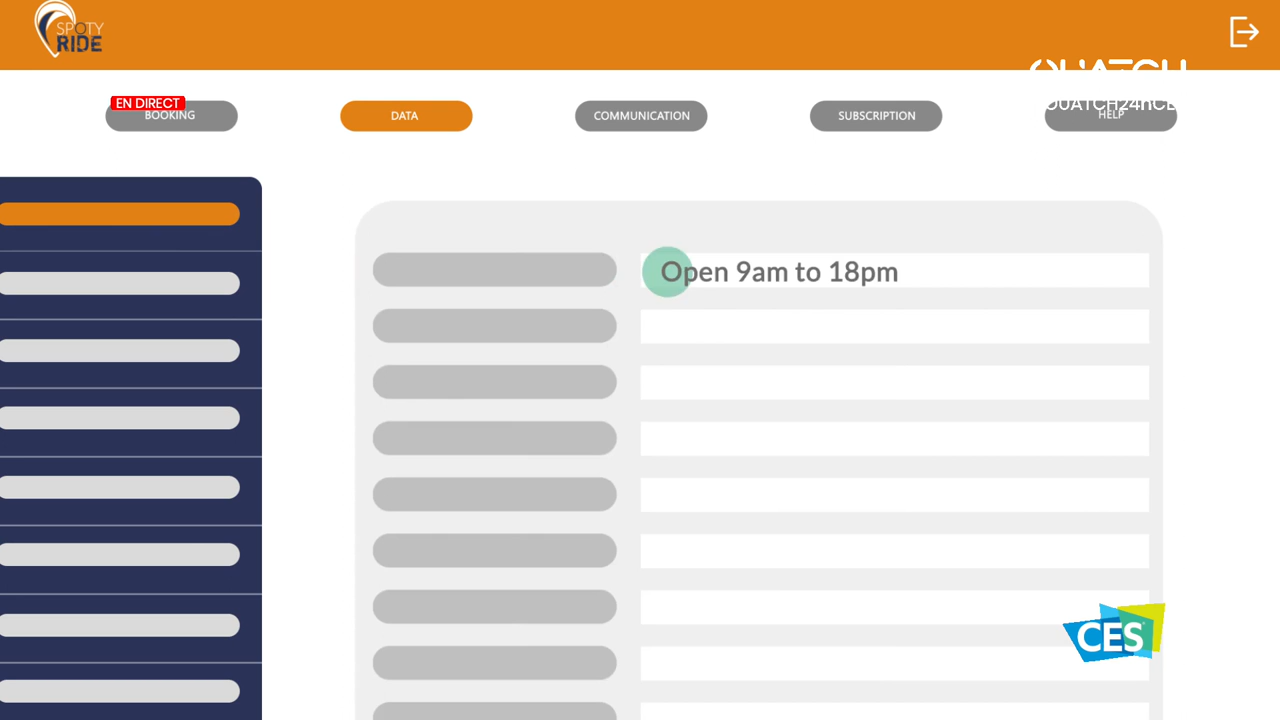 SPOTY
RIDE
EN DIRECT
BOOKING
DATA
COMMUNICATION
SUBSCRIPTION
HELP
Open 9am to 18pm
CES